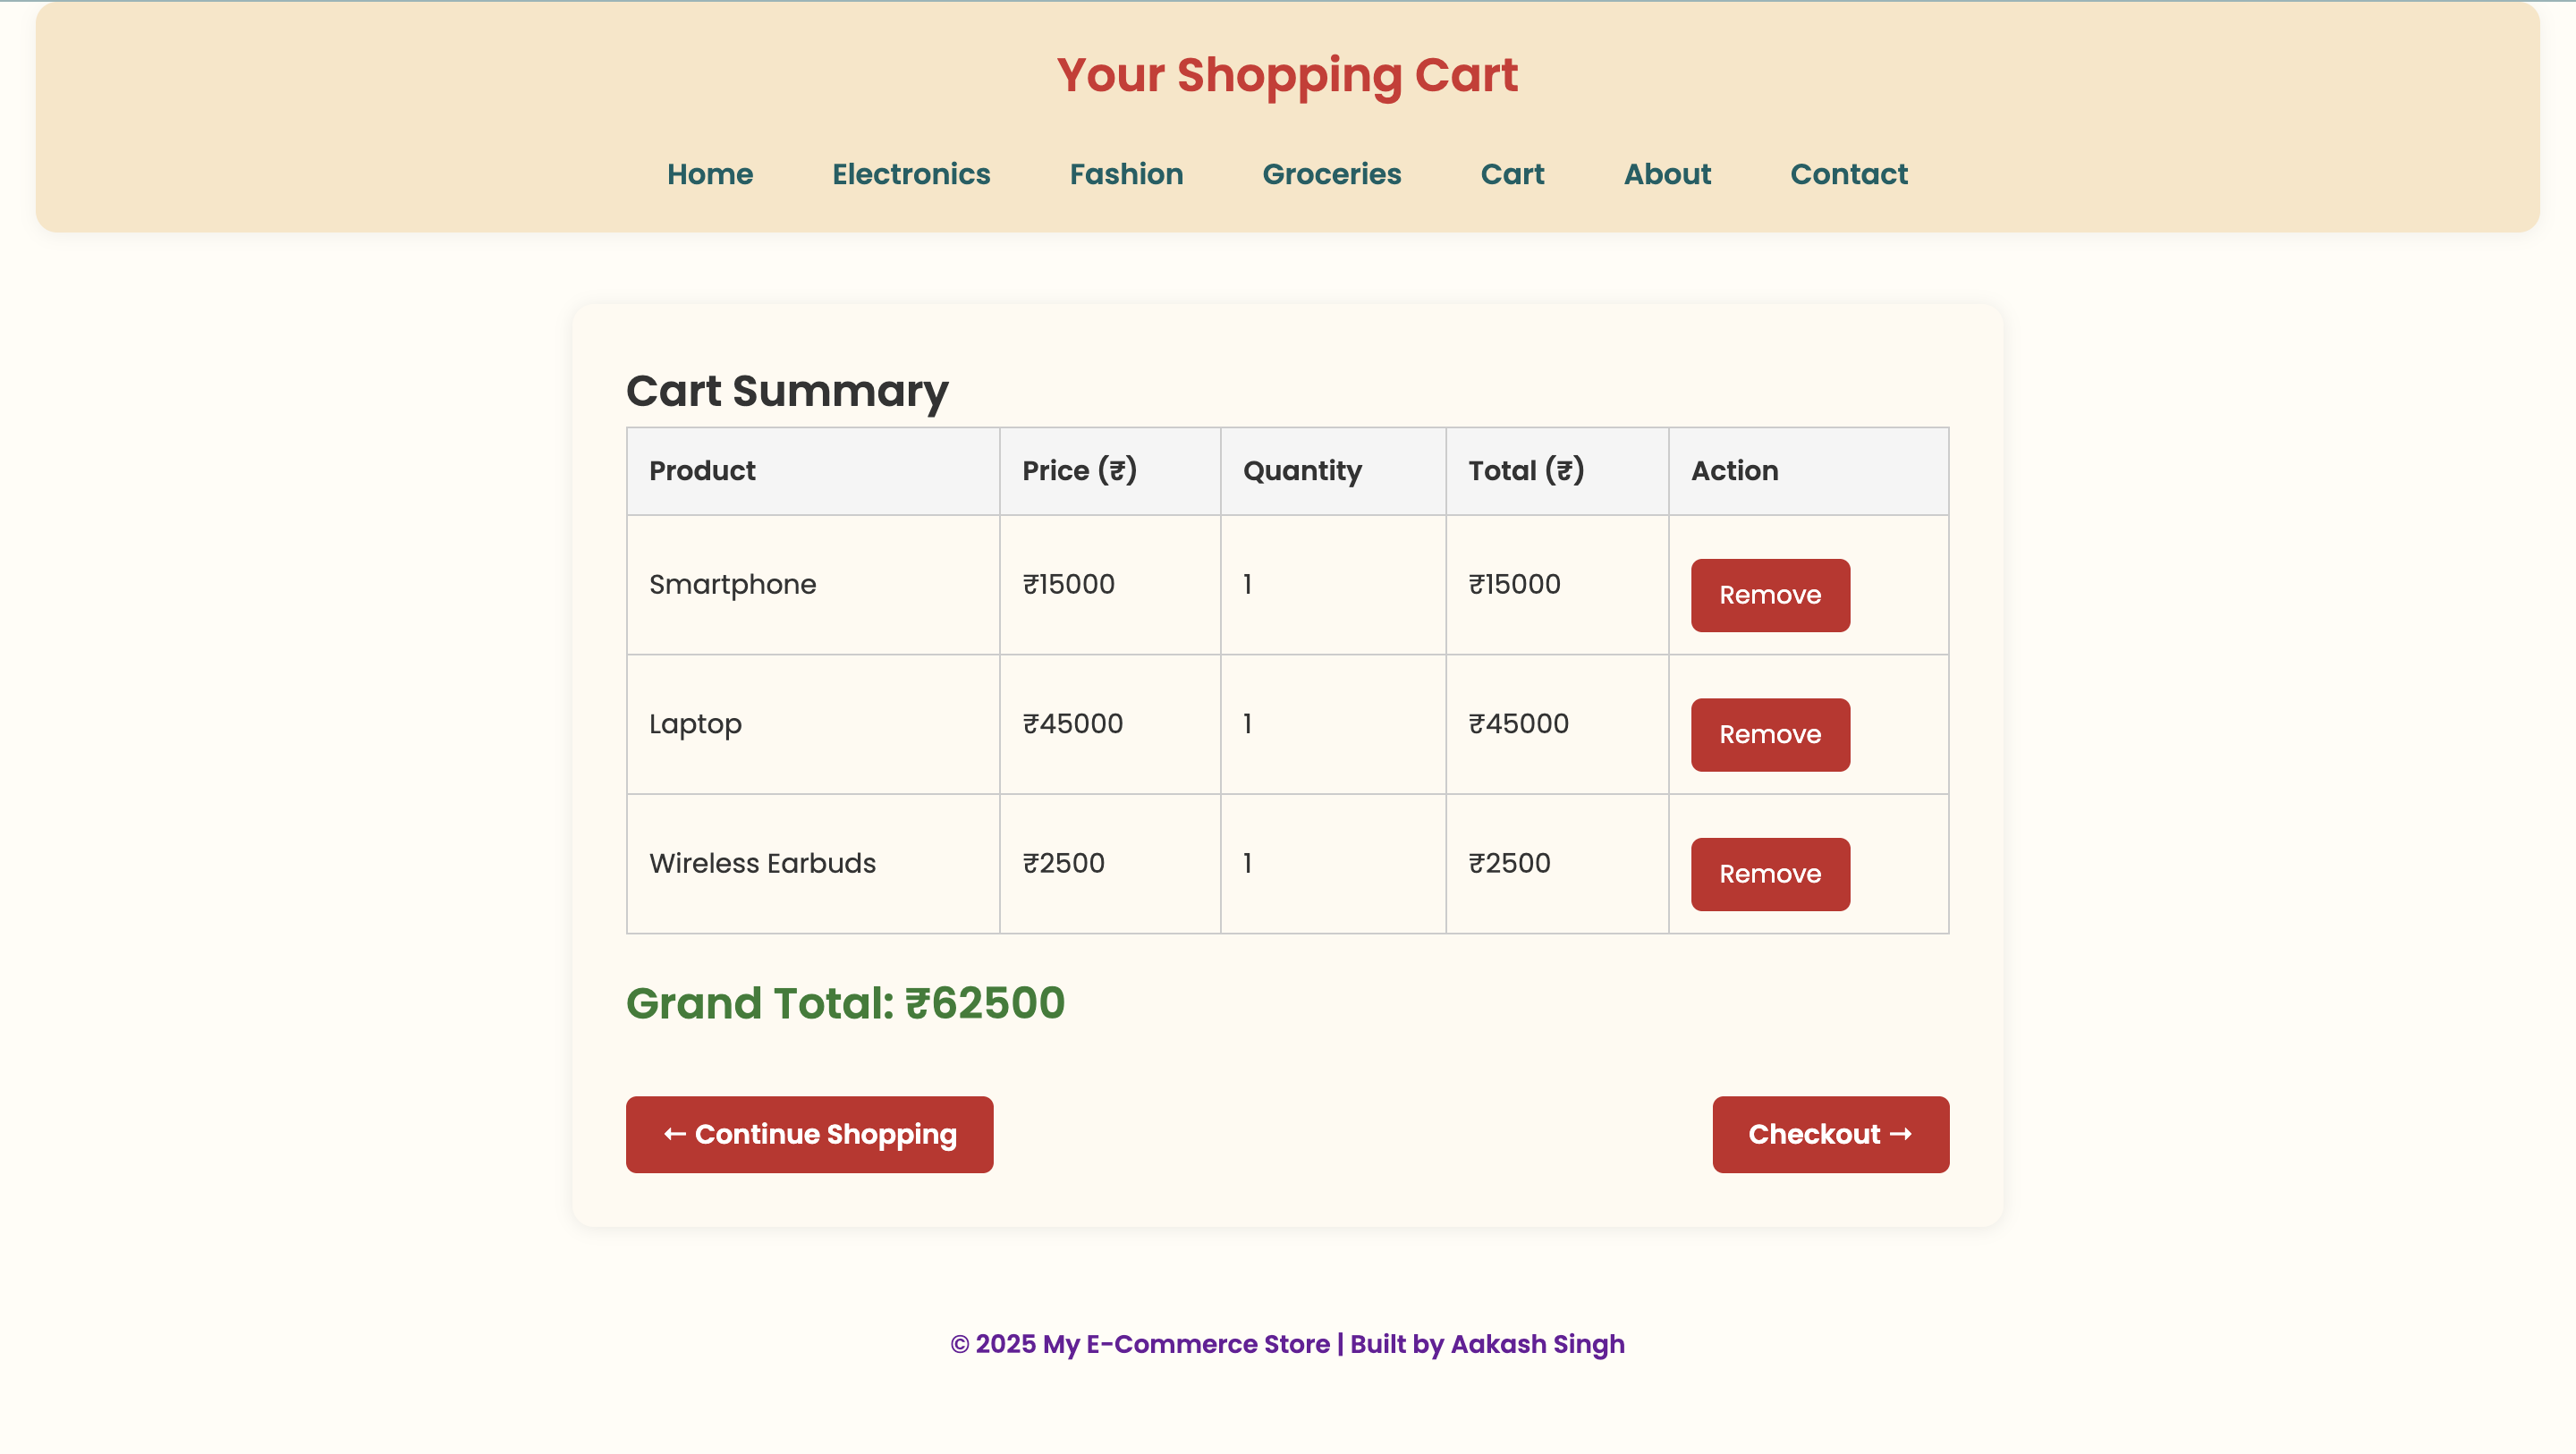 Your Shopping Cart
Home Electronics Fashion Groceries Cart About Contact
Cart Summary
Product Price (₹) Quantity Total (₹) Action
Smartphone ₹15000 1 ₹15000 Remove
Laptop ₹45000 1 ₹45000 Remove
Wireless Earbuds ₹2500 1 ₹2500 Remove
Grand Total: ₹62500
← Continue Shopping Checkout →
© 2025 My E-Commerce Store | Built by Aakash Singh